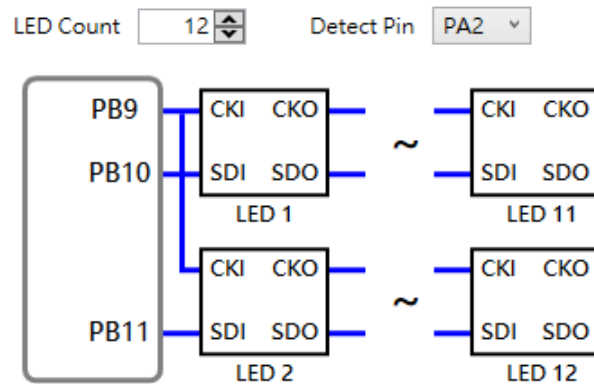 LED Count 12 Detect Pin PA2
PB9 CKI CKO ~ CKI CKO
PB10 SDI SDO SDI SDO
LED 1 LED 11
CKI CKO ~ CKI CKO
PB11 SDI SDO SDI SDO
LED 2 LED 12